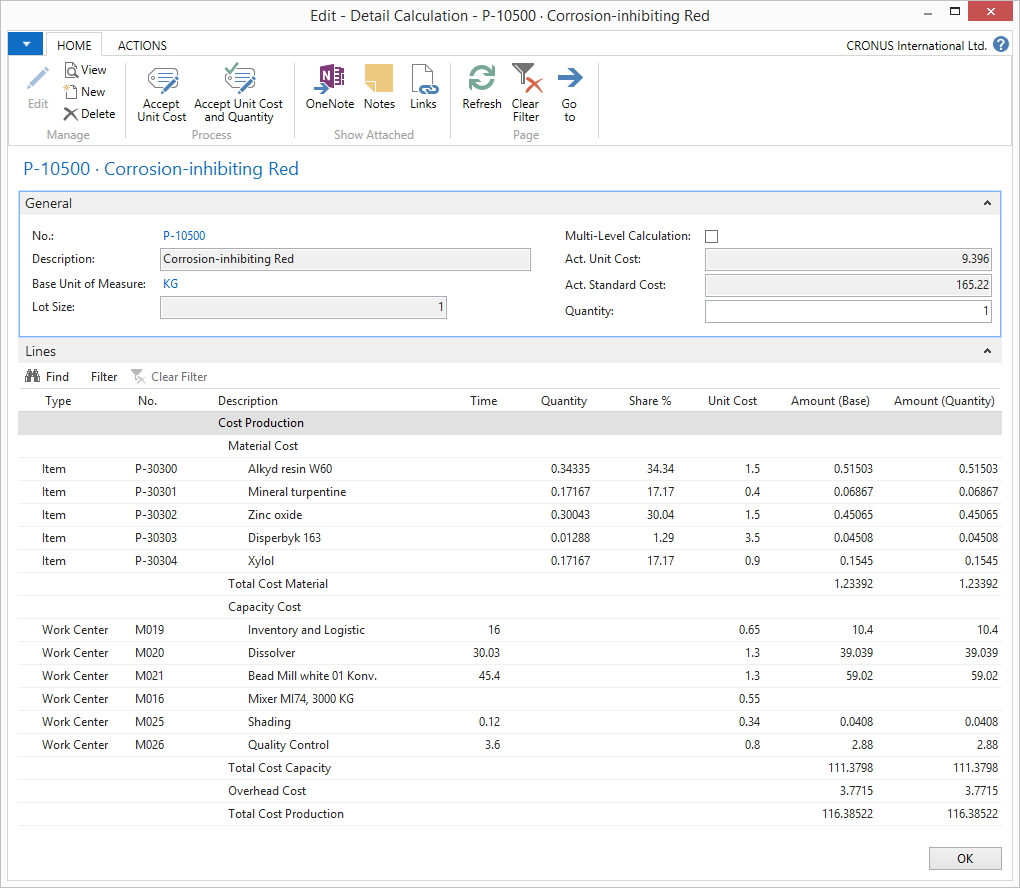 Edit - Detail Calculation - P-10500 · Corrosion-inhibiting Red
HOME ACTIONS CRONUS International Ltd. ?
Edit View New Delete
Manage
Accept Unit Cost Accept Unit Cost and Quantity
Process
OneNote Notes Links
Show Attached
Refresh Clear Filter Go to
Page
P-10500 · Corrosion-inhibiting Red
General
No.: P-10500 Multi-Level Calculation:
Description: Corrosion-inhibiting Red Act. Unit Cost: 9.396
Base Unit of Measure: KG Act. Standard Cost: 165.22
Lot Size: 1 Quantity: 1
Lines
Find Filter Clear Filter
Type No. Description Time Quantity Share % Unit Cost Amount (Base) Amount (Quantity)
Cost Production
Material Cost
Item P-30300 Alkyd resin W60 0.34335 34.34 1.5 0.51503 0.51503
Item P-30301 Mineral turpentine 0.17167 17.17 0.4 0.06867 0.06867
Item P-30302 Zinc oxide 0.30043 30.04 1.5 0.45065 0.45065
Item P-30303 Disperbyk 163 0.01288 1.29 3.5 0.04508 0.04508
Item P-30304 Xylol 0.17167 17.17 0.9 0.1545 0.1545
Total Cost Material 1.23392 1.23392
Capacity Cost
Work Center M019 Inventory and Logistic 16 0.65 10.4 10.4
Work Center M020 Dissolver 30.03 1.3 39.039 39.039
Work Center M021 Bead Mill white 01 Konv. 45.4 1.3 59.02 59.02
Work Center M016 Mixer MI74, 3000 KG 0.55
Work Center M025 Shading 0.12 0.34 0.0408 0.0408
Work Center M026 Quality Control 3.6 0.8 2.88 2.88
Total Cost Capacity 111.3798 111.3798
Overhead Cost 3.7715 3.7715
Total Cost Production 116.38522 116.38522
OK